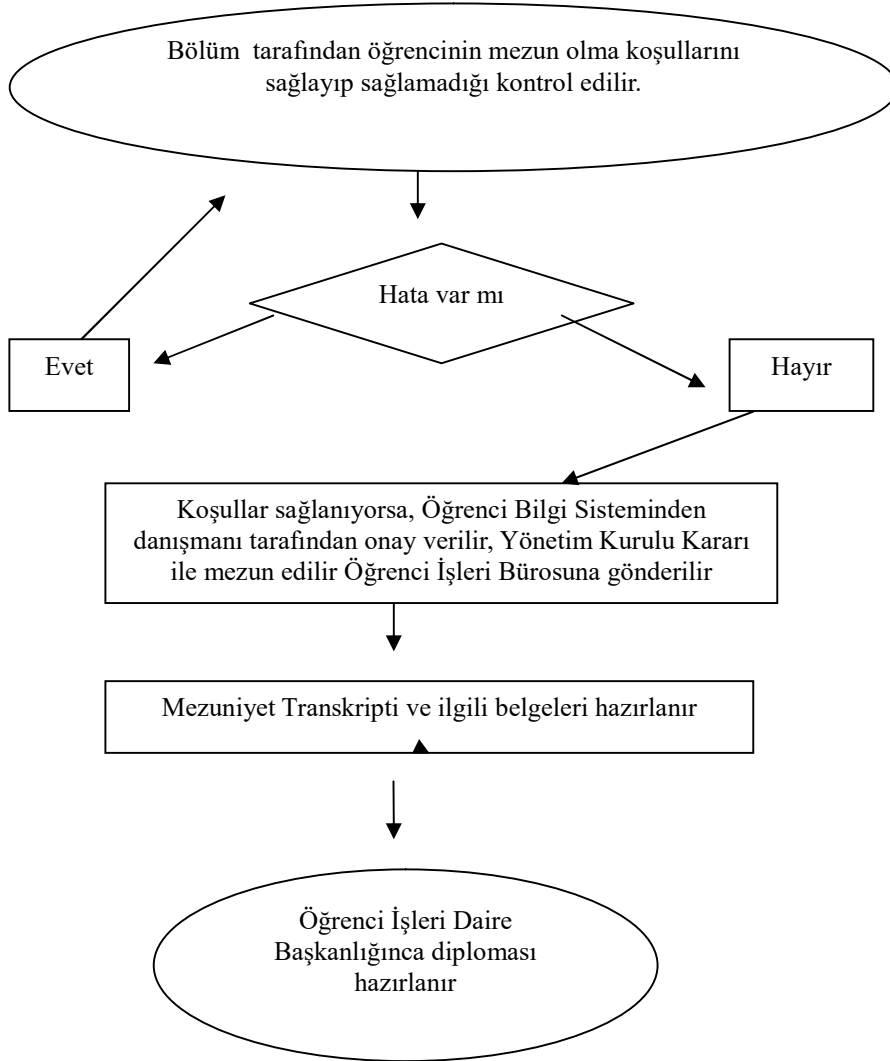 Bölüm tarafından öğrencinin mezun olma koşullarını
sağlayıp sağlamadığı kontrol edilir.
Hata var mı
Evet
Hayır
Koşullar sağlanıyorsa, Öğrenci Bilgi Sisteminden
danışmanı tarafından onay verilir, Yönetim Kurulu Kararı
ile mezun edilir Öğrenci İşleri Bürosuna gönderilir
Mezuniyet Transkripti ve ilgili belgeleri hazırlanır
Öğrenci İşleri Daire
Başkanlığınca diploması
hazırlanır